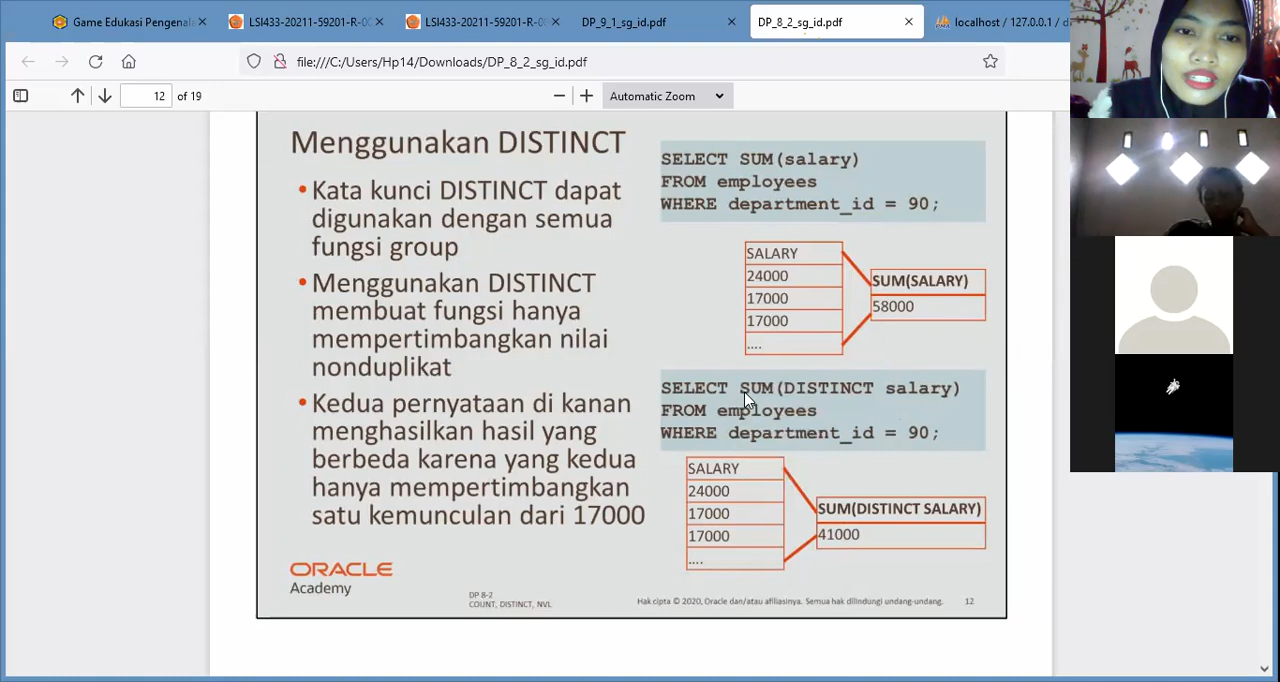 Game Edukasi Pengenala
LSI433-20211-59201-R-0
LSI433-20211-59201-R-0
DP_9_1_sg_id.pdf
DP_8_2_sg_id.pdf
localhost / 127.0.0.1 / d
file:///C:/Users/Hp14/Downloads/DP_8_2_sg_id.pdf
12 of 19
Automatic Zoom
Menggunakan DISTINCT
•Kata kunci DISTINCT dapat
digunakan dengan semua
fungsi group
•Menggunakan DISTINCT
membuat fungsi hanya
mempertimbangkan nilai
nonduplikat
•Kedua pernyataan di kanan
menghasilkan hasil yang
berbeda karena yang kedua
hanya mempertimbangkan
satu kemunculan dari 17000
SELECT SUM(salary)
FROM employees
WHERE department_id = 90;
SALARY
24000
17000
17000
....
SUM(SALARY)
58000
SELECT SUM(DISTINCT salary)
FROM employees
WHERE department_id = 90;
SALARY
24000
17000
17000
....
SUM(DISTINCT SALARY)
41000
ORACLE
Academy
DP 8-2
COUNT, DISTINCT, NVL
Hak cipta © 2020, Oracle dan/atau afiliasinya. Semua hak dilindungi undang-undang.
12